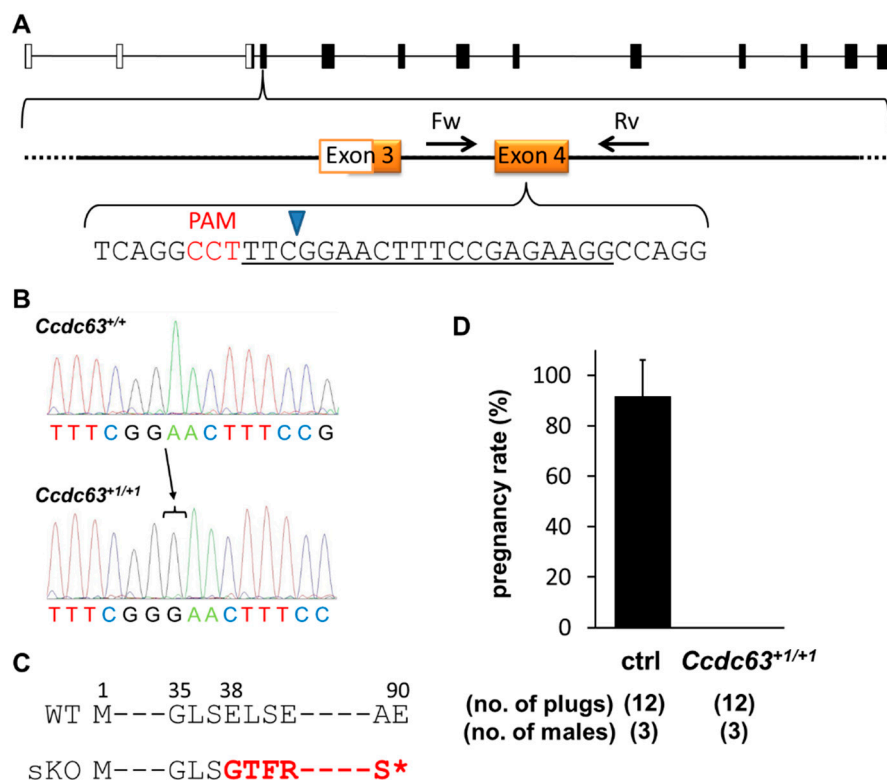 A
Fw
Rv
Exon 3
Exon 4
PAM
TCAGGCCTTTCGGAACTTTCCGAGAAGGCCAGG
B
Ccdc63+/+
TTTCGGAACTTTCCG
Ccdc63+1/+1
TTTCGGGAACTTTCC
C
1 35 38 90
WT M---GLSELSE----AE
sKO M---GLSGTFR----S*
D
pregnancy rate (%)
100
80
60
40
20
0
ctrl Ccdc63+1/+1
(no. of plugs) (12) (12)
(no. of males) (3) (3)